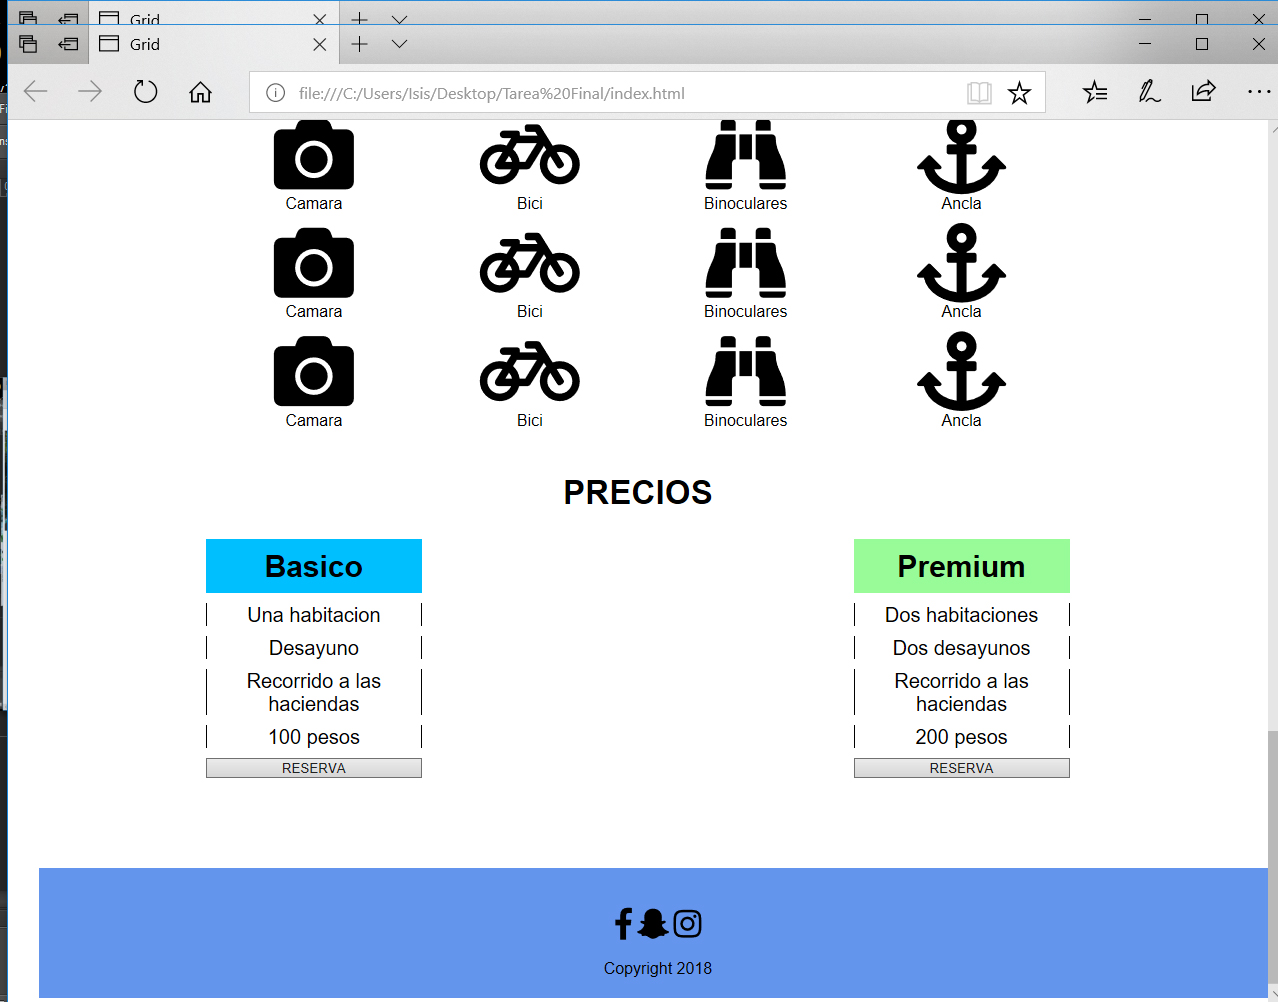 Grid
Grid
file:///C:/Users/Isis/Desktop/Tarea%20Final/index.html
Camara Bici Binoculares Ancla
Camara Bici Binoculares Ancla
Camara Bici Binoculares Ancla
PRECIOS
Basico
Una habitacion
Desayuno
Recorrido a las
haciendas
100 pesos
RESERVA
Premium
Dos habitaciones
Dos desayunos
Recorrido a las
haciendas
200 pesos
RESERVA
Copyright 2018